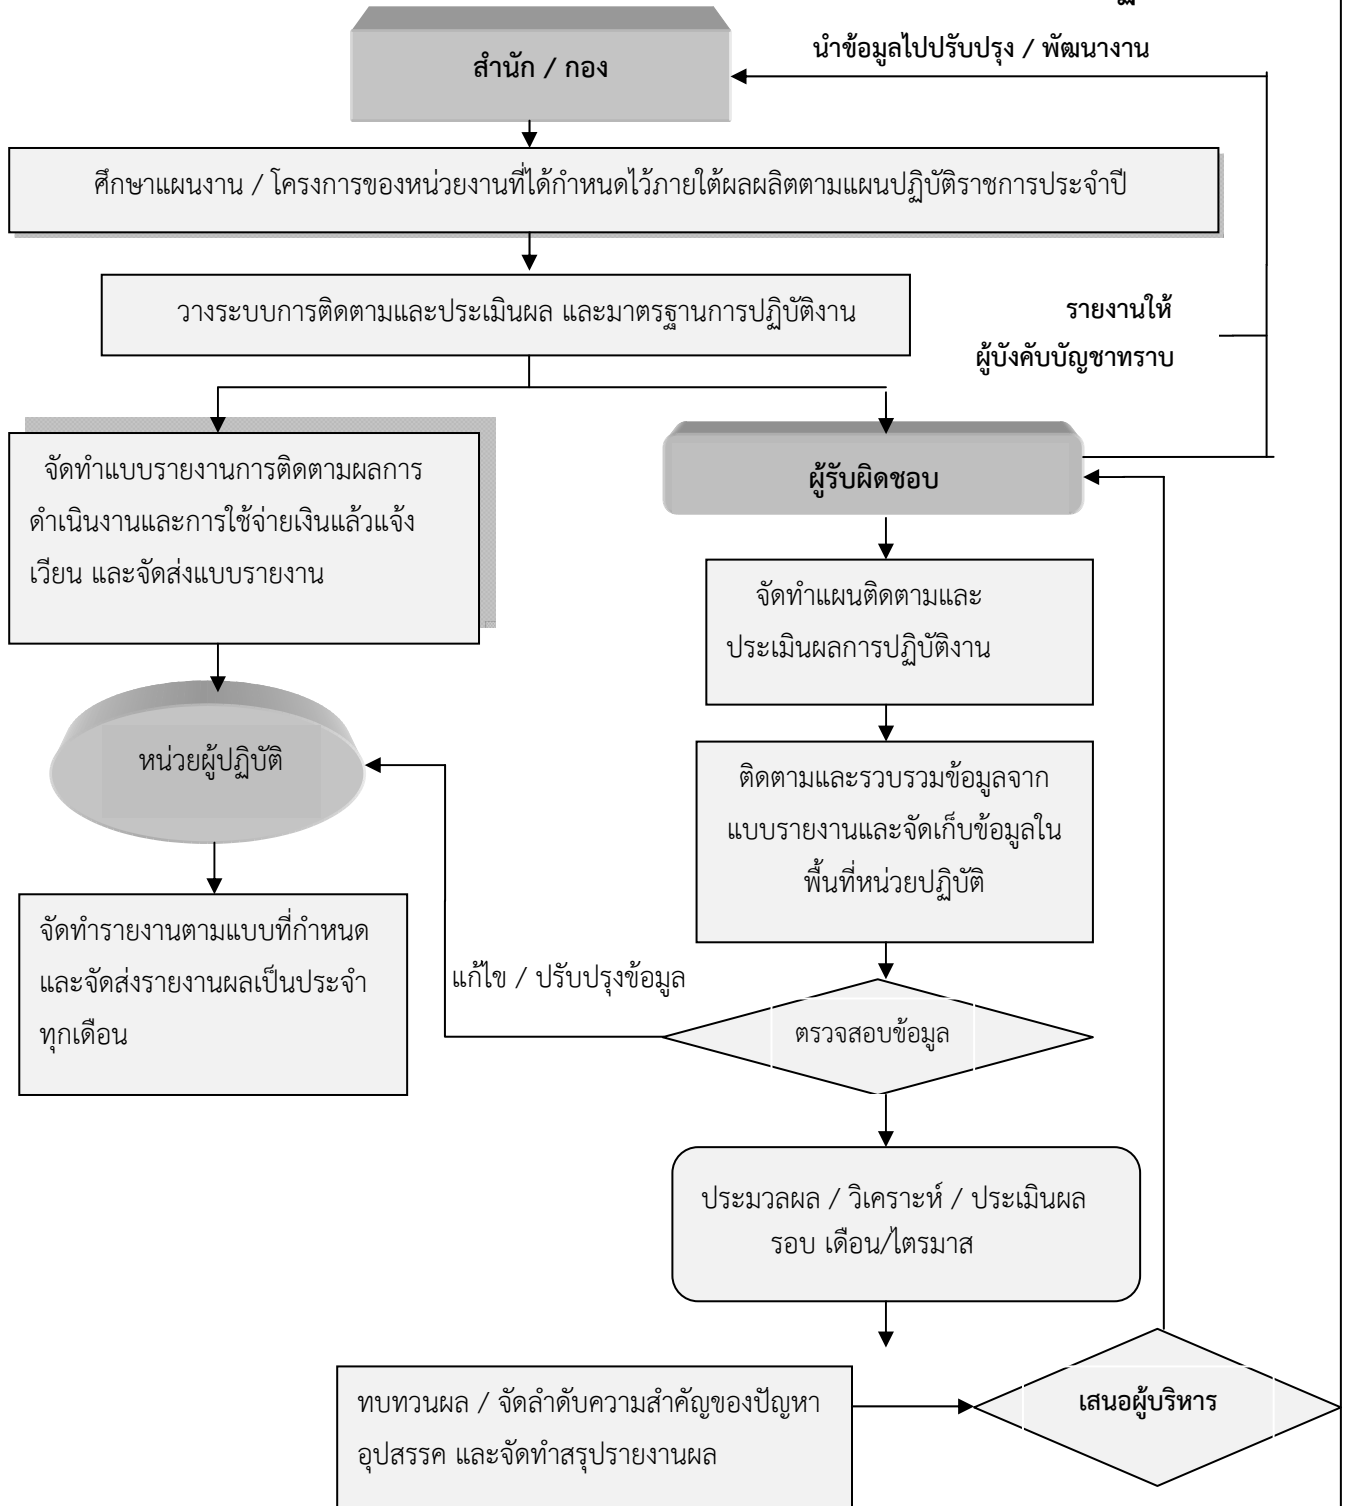 นำข้อมูลไปปรับปรุง / พัฒนางาน
สำนัก / กอง
ศึกษาแผนงาน / โครงการของหน่วยงานที่ได้กำหนดไว้ภายใต้ผลผลิตตามแผนปฏิบัติราชการประจำปี
วางระบบการติดตามและประเมินผล และมาตรฐานการปฏิบัติงาน
รายงานให้
ผู้บังคับบัญชาทราบ
จัดทำแบบรายงานการติดตามผลการ
ดำเนินงานและการใช้จ่ายเงินแล้วแจ้ง
เวียน และจัดส่งแบบรายงาน
ผู้รับผิดชอบ
จัดทำแผนติดตามและ
ประเมินผลการปฏิบัติงาน
หน่วยผู้ปฏิบัติ
ติดตามและรวบรวมข้อมูลจาก
แบบรายงานและจัดเก็บข้อมูลใน
พื้นที่หน่วยปฏิบัติ
จัดทำรายงานตามแบบที่กำหนด
และจัดส่งรายงานผลเป็นประจำ
ทุกเดือน
แก้ไข / ปรับปรุงข้อมูล
ตรวจสอบข้อมูล
ประมวลผล / วิเคราะห์ / ประเมินผล
รอบ เดือน/ไตรมาส
ทบทวนผล / จัดลำดับความสำคัญของปัญหา
อุปสรรค และจัดทำสรุปรายงานผล
เสนอผู้บริหาร